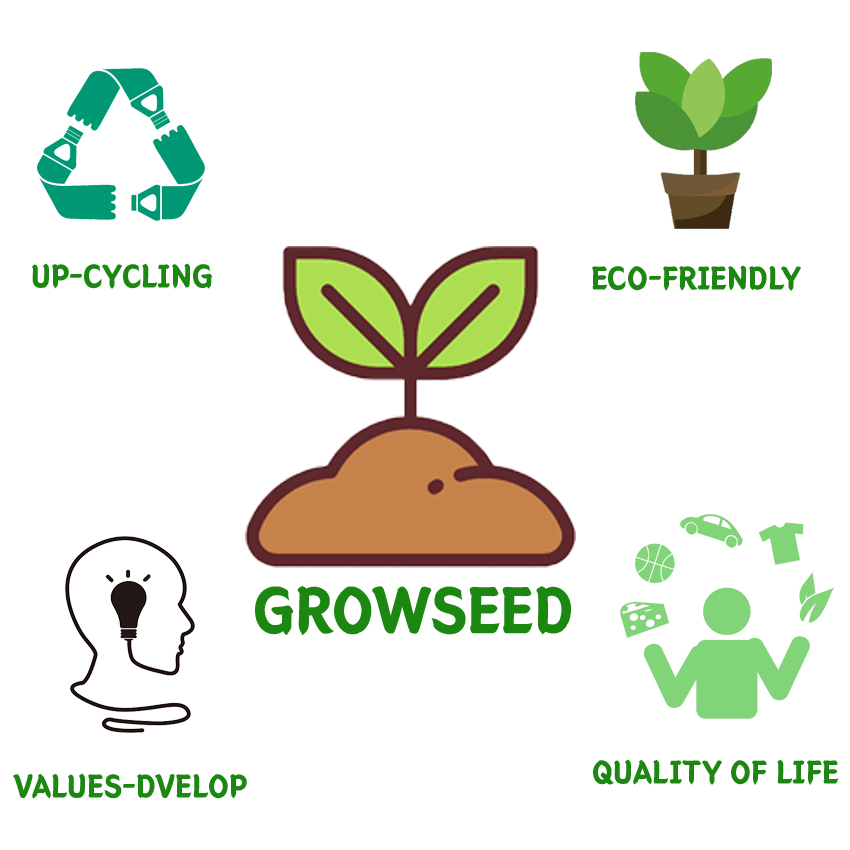 UP-CYCLING
ECO-FRIENDLY
GROWSEED
VALUES-DVELOP
QUALITY OF LIFE